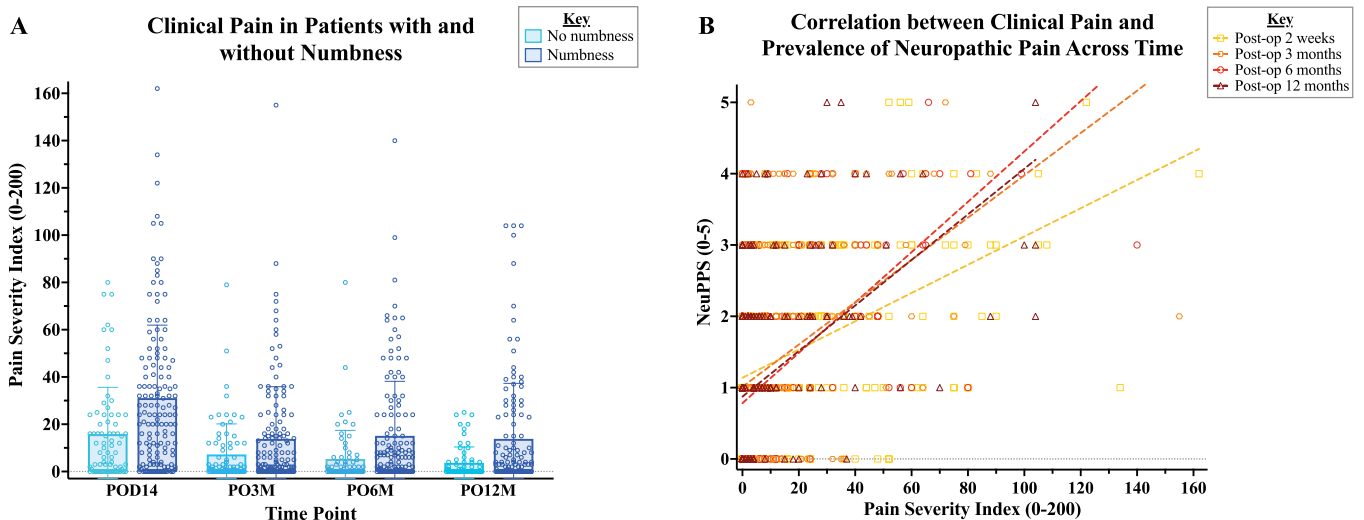 A
Clinical Pain in Patients with and
without Numbness
Key
No numbness
Numbness
Pain Severity Index (0-200)
160
140
120
100
80
60
40
20
0
POD14
PO3M
PO6M
PO12M
Time Point
B
Correlation between Clinical Pain and
Prevalence of Neuropathic Pain Across Time
Key
Post-op 2 weeks
Post-op 3 months
Post-op 6 months
Post-op 12 months
NeuPPS (0-5)
5
4
3
2
1
0
0 20 40 60 80 100 120 140 160
Pain Severity Index (0-200)